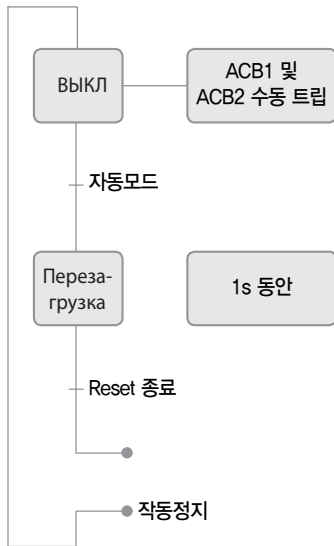 ВЫКЛ
ACB1 및
ACB2 수동 트립
자동모드
Переза-
грузка
1s 동안
Reset 종료
작동정지